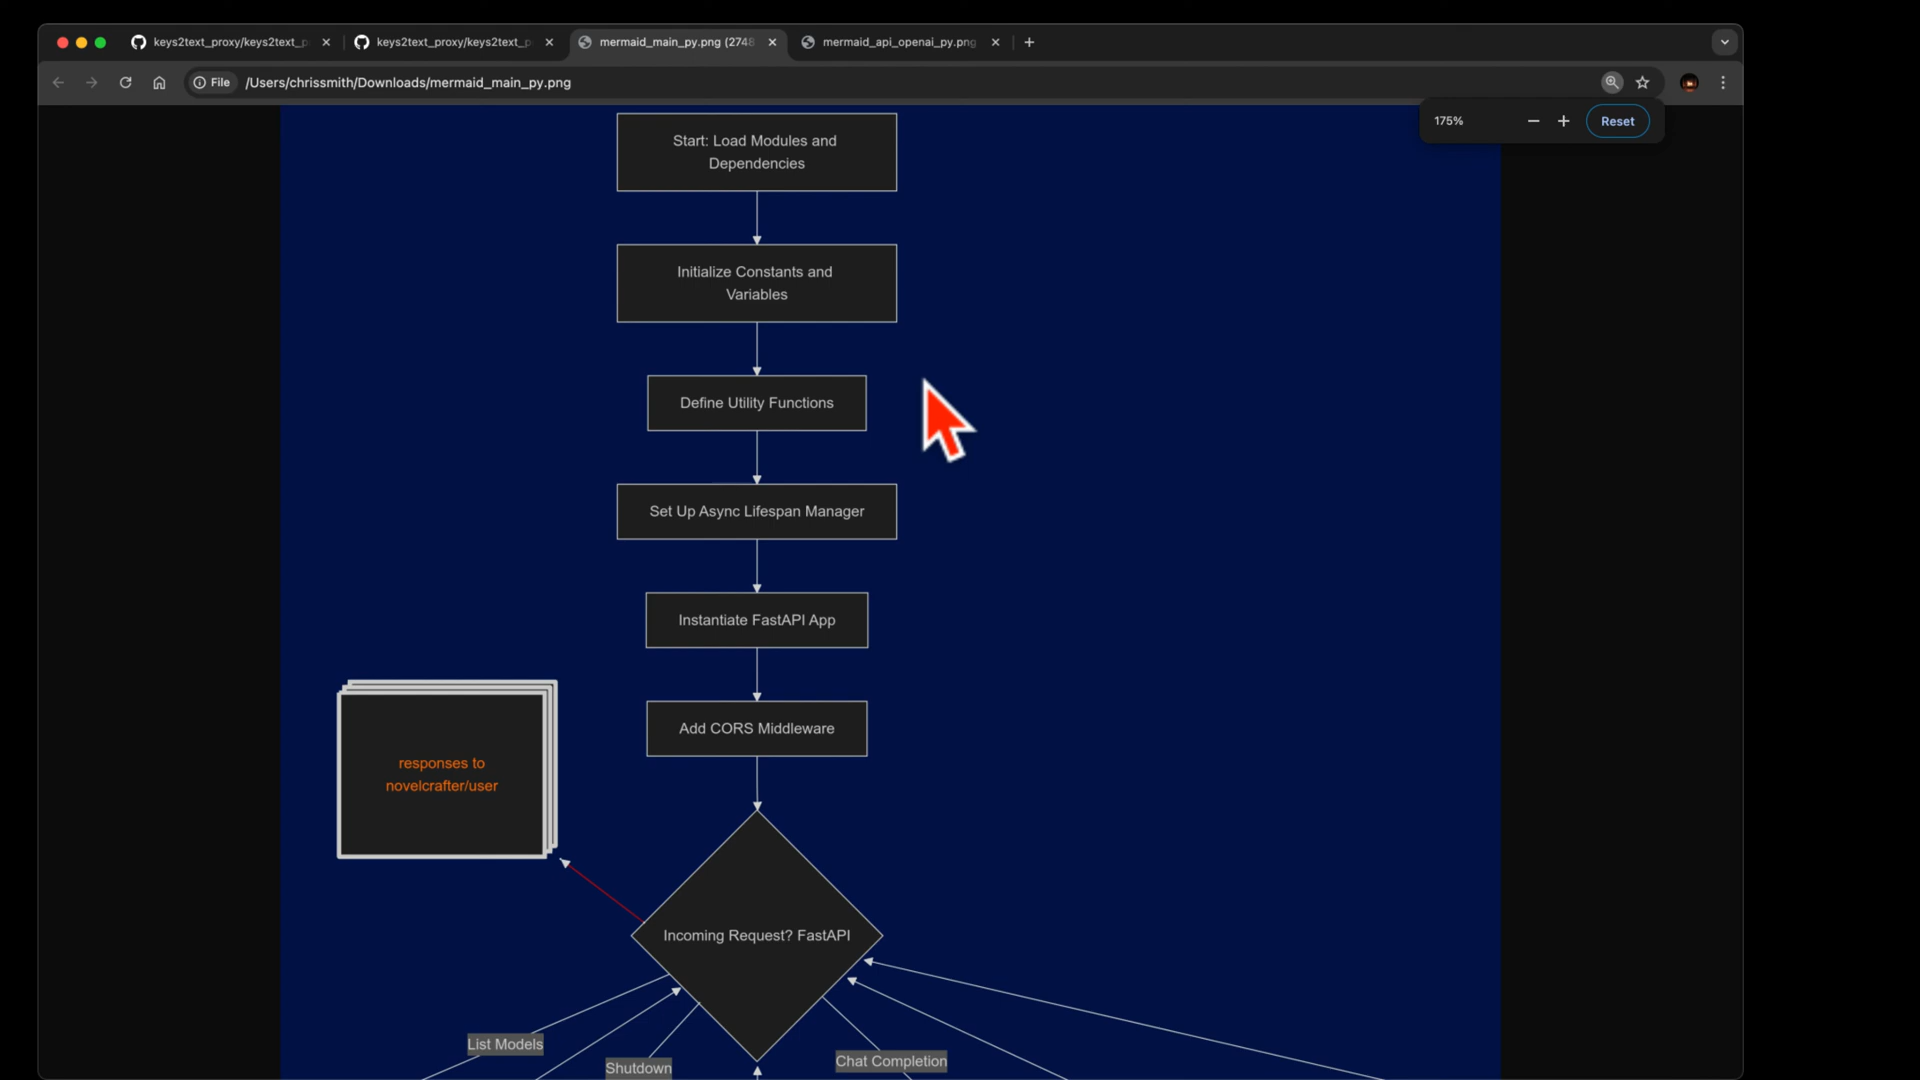 keys2text_proxy/keys2text_p
keys2text_proxy/keys2text_p
mermaid_main_py.png (2748
mermaid_api_openai_py.png
File
/Users/chrissmith/Downloads/mermaid_main_py.png
175%
Reset
Start: Load Modules and
Dependencies
Initialize Constants and
Variables
Define Utility Functions
Set Up Async Lifespan Manager
Instantiate FastAPI App
Add CORS Middleware
responses to
novelcrafter/user
Incoming Request? FastAPI
List Models
Shutdown
Chat Completion